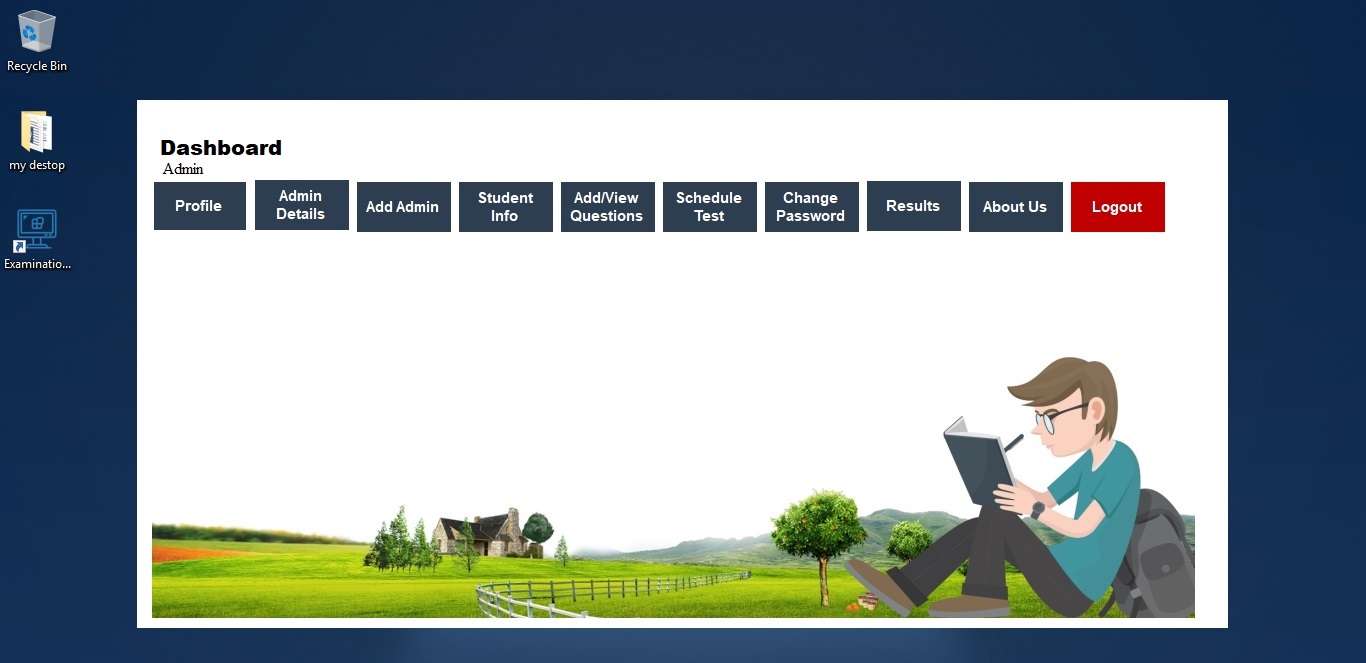 Recycle Bin
my destop
Examinatio...
Dashboard
Admin
Profile
Admin
Details
Add Admin
Student
Info
Add/View
Questions
Schedule
Test
Change
Password
Results
About Us
Logout